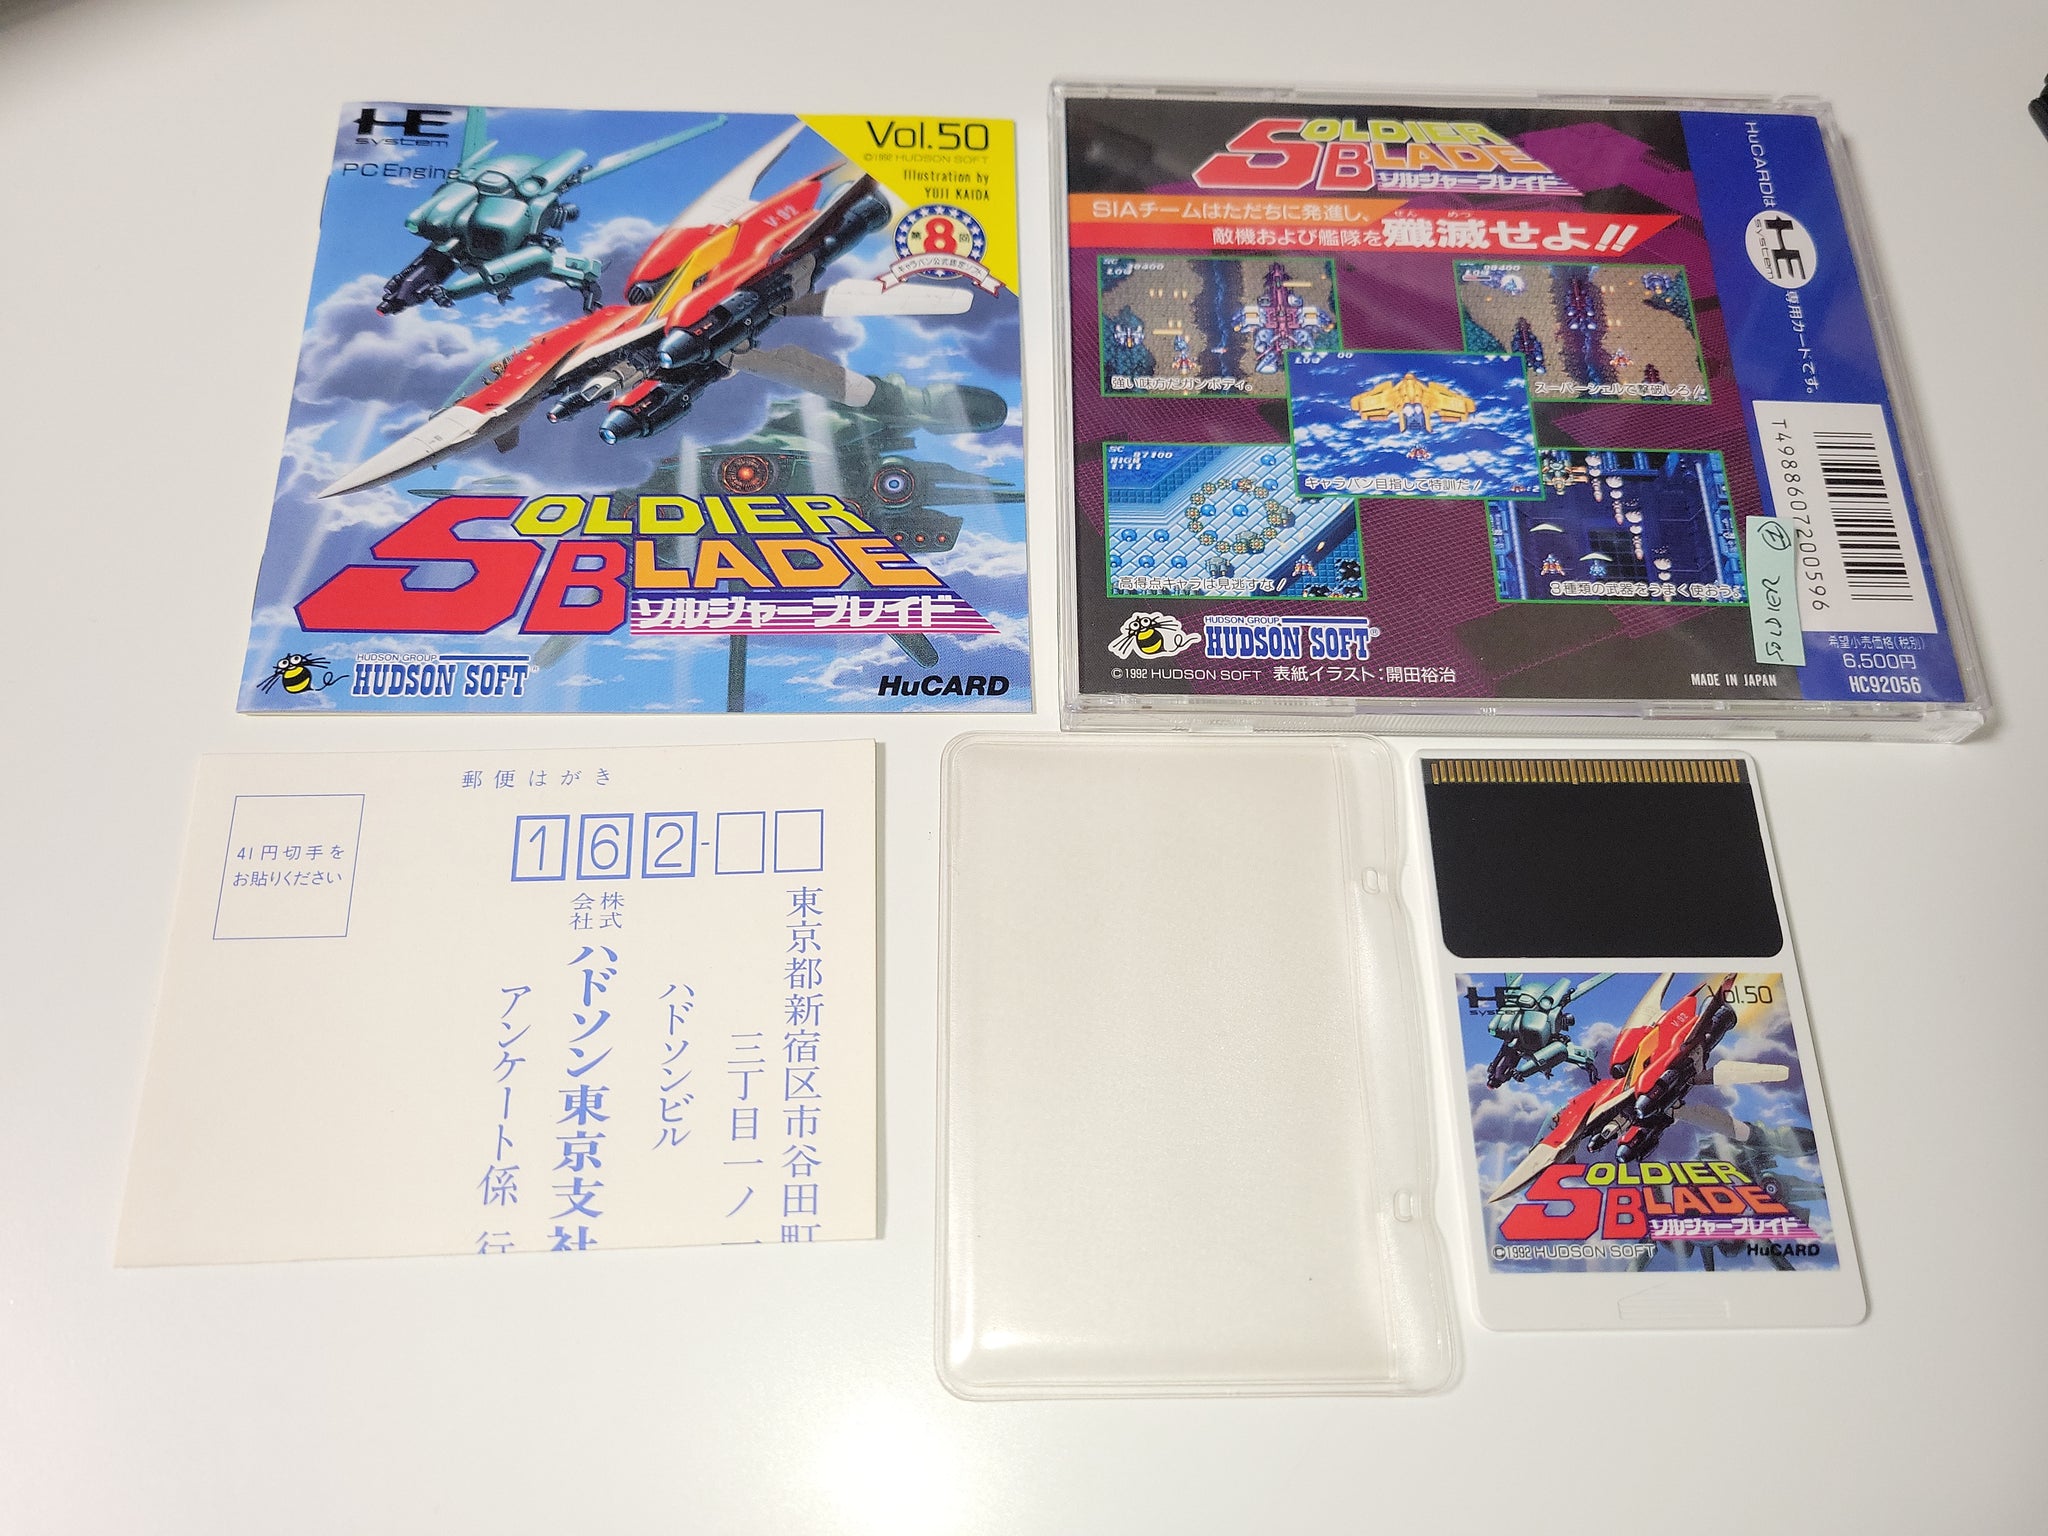 HE
system
PC Engine
Vol.50
©1992 HUDSON SOFT
Illustration by
YUJI KAIDA
第8回
キャラバン公式認定ソフト
V-02
SOLDIER
BLADE
ソルジャーブレイド
HUDSON GROUP
HUDSON SOFT®
HuCARD
SOLDIER
BLADE
ソルジャーブレイド
SIAチームはただちに発進し、
せん めつ
敵機および艦隊を殲滅せよ!!
強い味方だガンボディ。
スーパーシェルで撃破しろ!
キャラバン目指して特訓だ!
SC 97100
HIGH
1:11
高得点キャラは見逃すな!
3種類の武器をうまく使おう。
HUDSON GROUP
HUDSON SOFT®
©1992 HUDSON SOFT 表紙イラスト:開田裕治
MADE IN JAPAN
HuCARDは
HE
system
専用カードです。
T4988607200596
希望小売価格(税別)
6,500円
HC92056
郵便はがき
41円切手を
お貼りください
162-
東京都新宿区市谷田町
三丁目一ノ一
ハドソンビル
株式会社
ハドソン東京支社
アンケート係 行
HE
system
Vol.50
V-02
SOLDIER
BLADE
ソルジャーブレイド
©1992 HUDSON SOFT
HuCARD